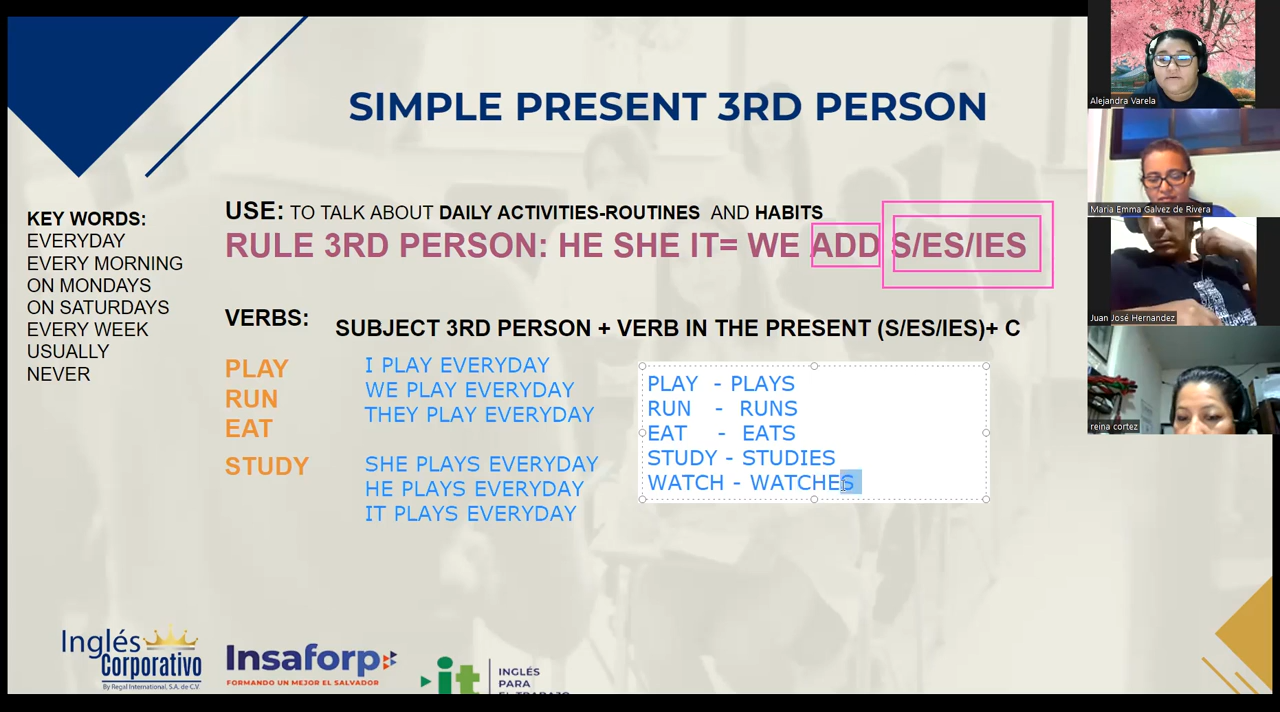 SIMPLE PRESENT 3RD PERSON
KEY WORDS:
EVERYDAY
EVERY MORNING
ON MONDAYS
ON SATURDAYS
EVERY WEEK
USUALLY
NEVER
USE: TO TALK ABOUT DAILY ACTIVITIES-ROUTINES AND HABITS
RULE 3RD PERSON: HE SHE IT= WE ADD S/ES/IES
VERBS:
SUBJECT 3RD PERSON + VERB IN THE PRESENT (S/ES/IES)+ C
PLAY
RUN
EAT
STUDY
I PLAY EVERYDAY
WE PLAY EVERYDAY
THEY PLAY EVERYDAY
SHE PLAYS EVERYDAY
HE PLAYS EVERYDAY
IT PLAYS EVERYDAY
PLAY - PLAYS
RUN - RUNS
EAT - EATS
STUDY - STUDIES
WATCH - WATCHES
Inglés
Corporativo
By Regal International, S.A. de C.V.
Insaforp
FORMANDO UN MEJOR EL SALVADOR
it
INGLÉS
PARA
EL TRABAJO
Alejandra Varela
Maria Emma Galvez de Rivera
Juan José Hernandez
reina cortez